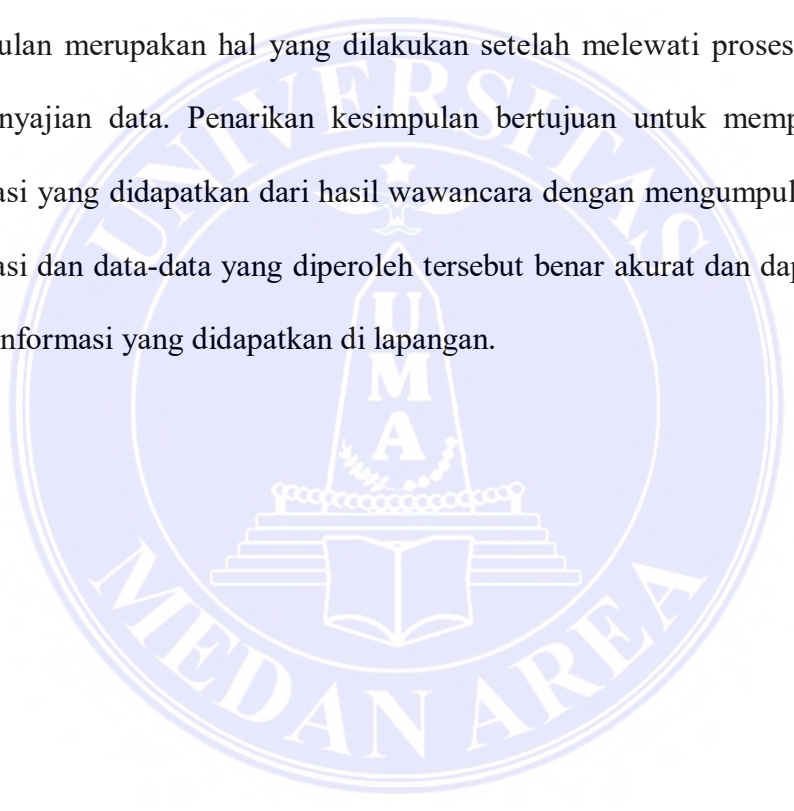 ulan merupakan hal yang dilakukan setelah melewati proses
nyajian data. Penarikan kesimpulan bertujuan untuk memp
asi yang didapatkan dari hasil wawancara dengan mengumpul
asi dan data-data yang diperoleh tersebut benar akurat dan dap
nformasi yang didapatkan di lapangan.
UNIVERSITAS
UMA
MEDAN AREA